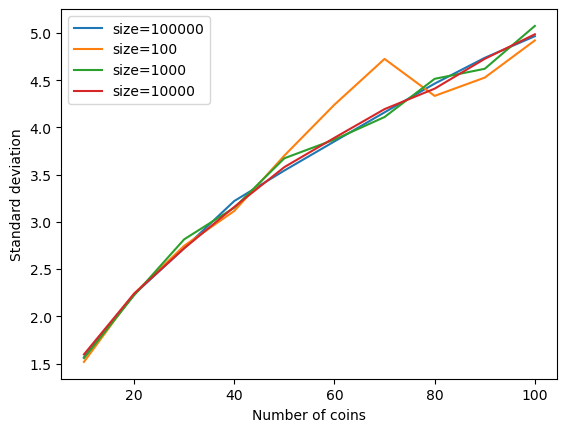 size=100000
size=100
size=1000
size=10000
5.0
4.5
4.0
3.5
3.0
2.5
2.0
1.5
Standard deviation
20
40
60
80
100
Number of coins